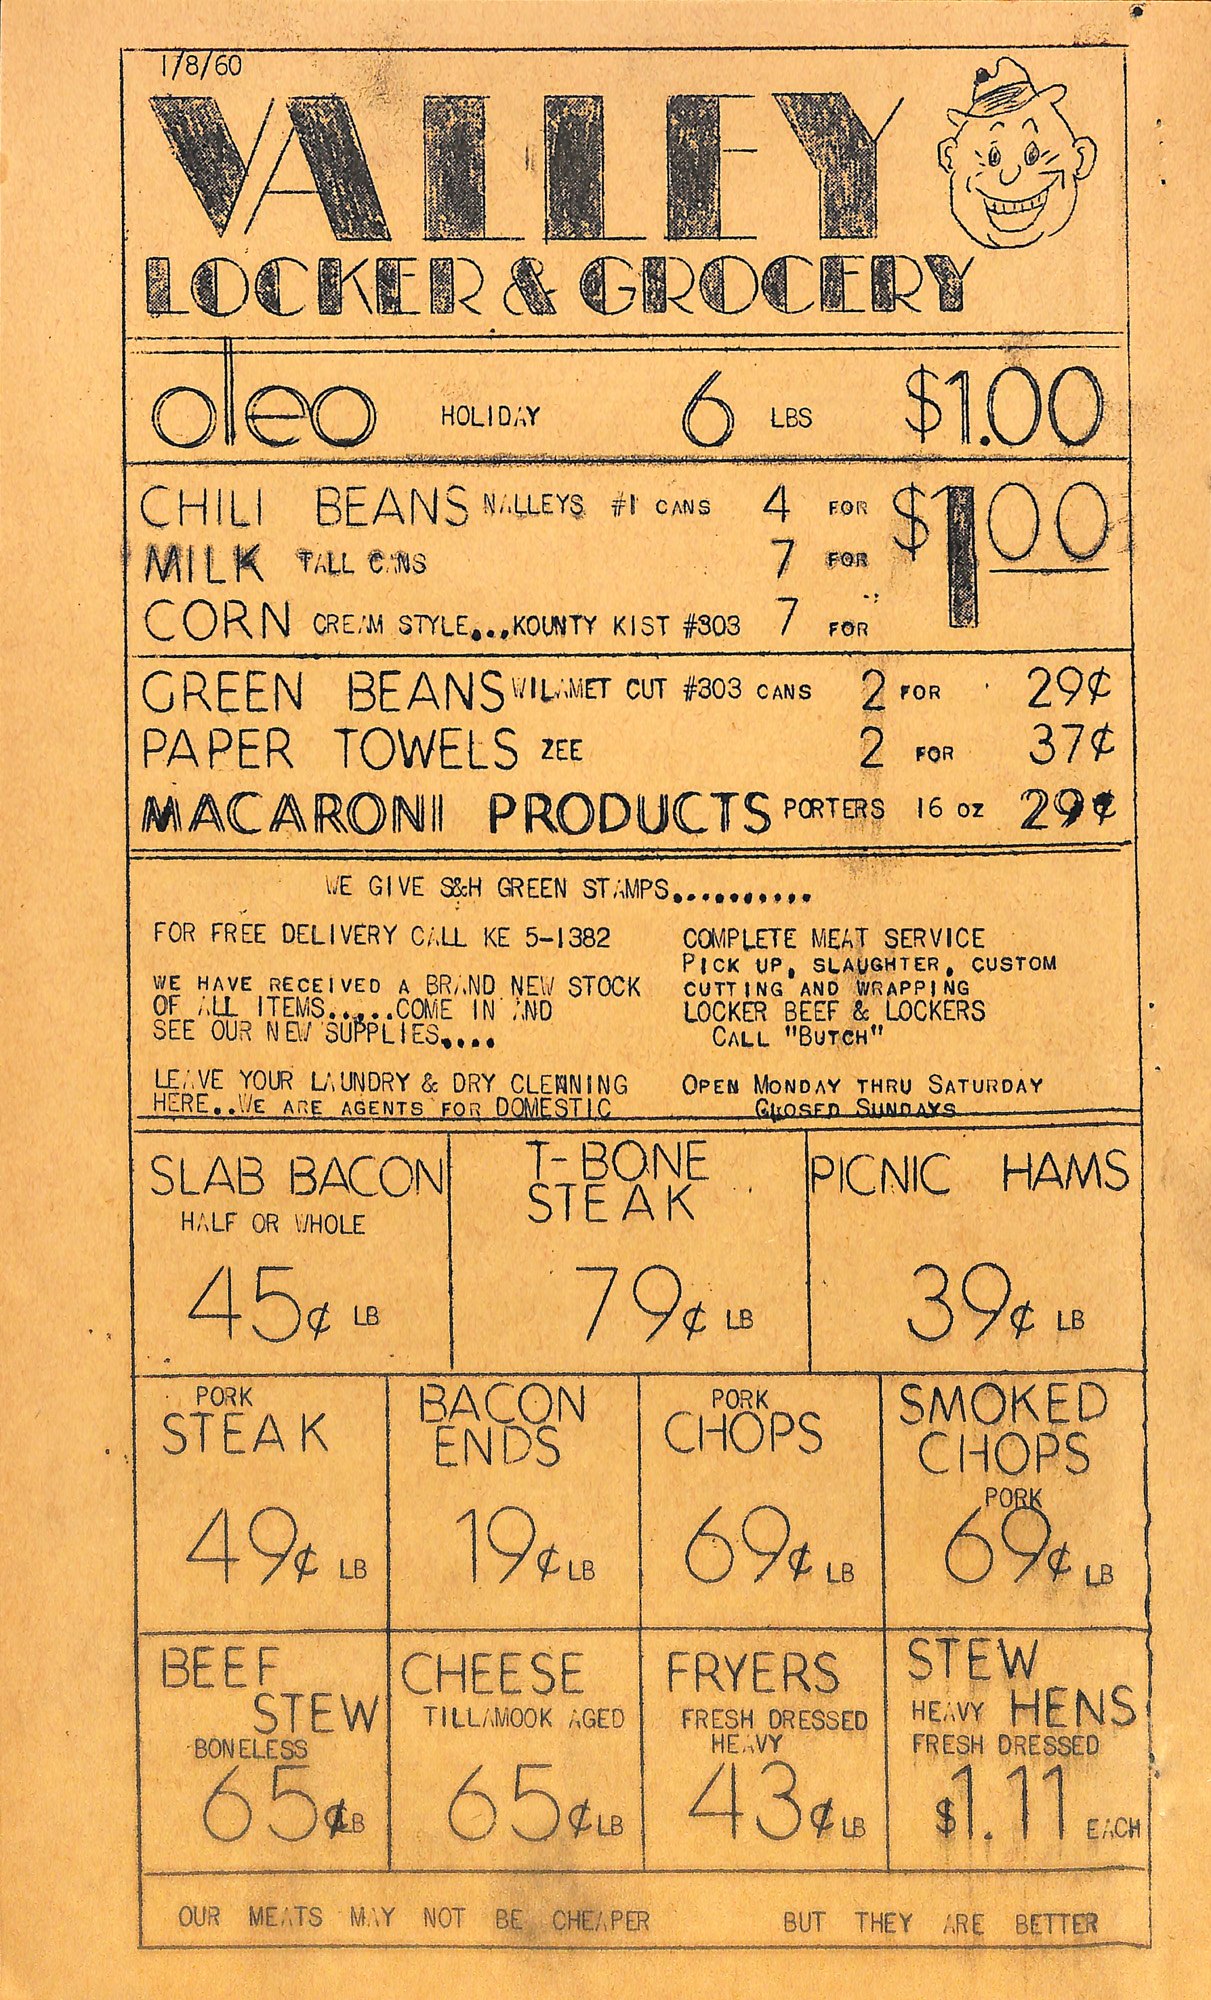 1/8/60
VALLEY
LOCKER & GROCERY
oleo HOLIDAY 6 LBS $1.00
CHILI BEANS NALLEYS #1 CANS 4 FOR $1.00
MILK TALL CANS 7 FOR
CORN CREAM STYLE...KOUNTY KIST #303 7 FOR
GREEN BEANS WILAMET CUT #303 CANS 2 FOR 29¢
PAPER TOWELS ZEE 2 FOR 37¢
MACARONI PRODUCTS PORTERS 16 OZ 29¢
WE GIVE S&H GREEN STAMPS..........
FOR FREE DELIVERY CALL KE 5-1382
WE HAVE RECEIVED A BRAND NEW STOCK
OF ALL ITEMS......COME IN AND
SEE OUR NEW SUPPLIES....
LEAVE YOUR LAUNDRY & DRY CLEANING
HERE..WE ARE AGENTS FOR DOMESTIC
COMPLETE MEAT SERVICE
PICK UP, SLAUGHTER, CUSTOM
CUTTING AND WRAPPING
LOCKER BEEF & LOCKERS
CALL "BUTCH"
OPEN MONDAY THRU SATURDAY
CLOSED SUNDAYS
SLAB BACON
HALF OR WHOLE
45¢ LB
T-BONE
STEAK
79¢ LB
PICNIC HAMS
39¢ LB
PORK
STEAK
49¢ LB
BACON
ENDS
19¢ LB
PORK
CHOPS
69¢ LB
SMOKED
CHOPS
PORK
69¢ LB
BEEF
STEW
BONELESS
65¢ LB
CHEESE
TILLAMOOK AGED
65¢ LB
FRYERS
FRESH DRESSED
HEAVY
43¢ LB
STEW
HEAVY HENS
FRESH DRESSED
$1.11 EACH
OUR MEATS MAY NOT BE CHEAPER BUT THEY ARE BETTER